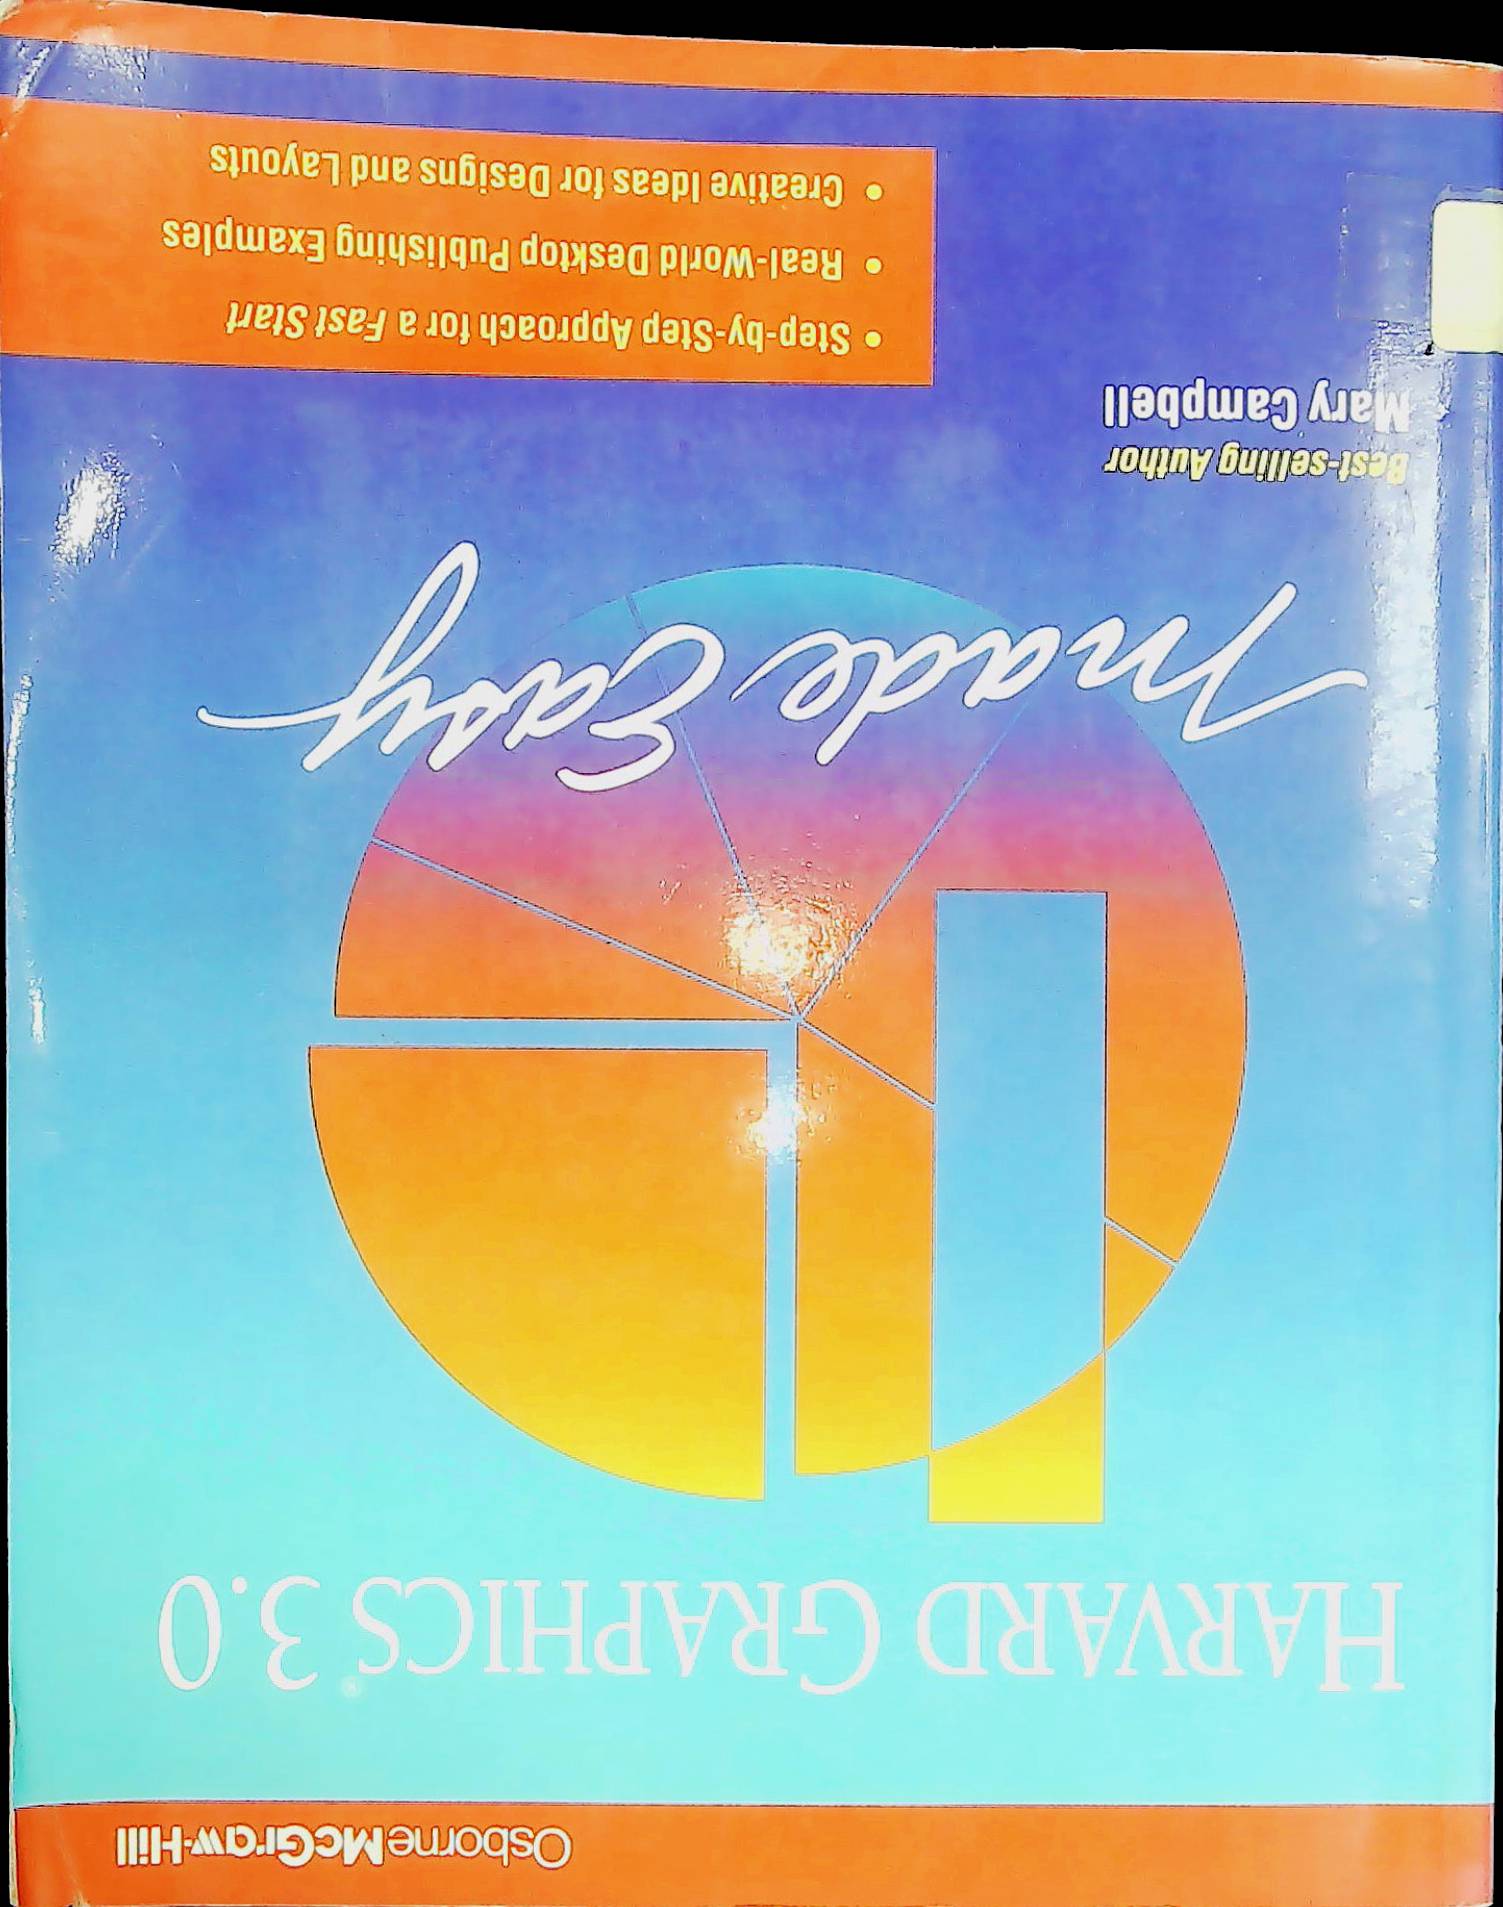 Osborne McGraw-Hill
HARVARD GRAPHICS® 3.0
Made Easy
Best-selling Author
Mary Campbell
• Step-by-Step Approach for a Fast Start
• Real-World Desktop Publishing Examples
• Creative Ideas for Designs and Layouts